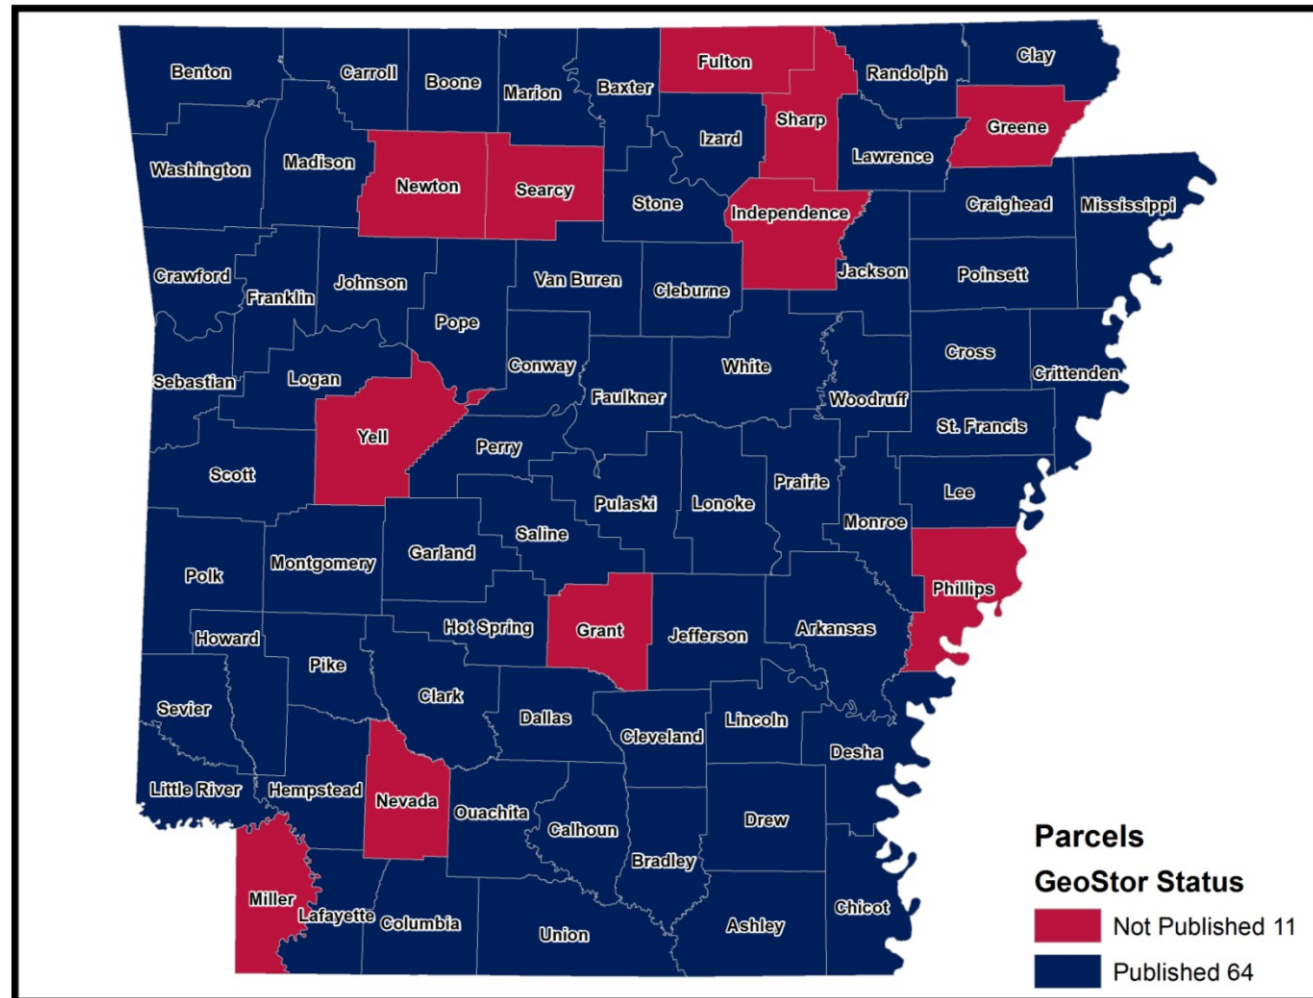 Benton
Carroll
Boone
Marion
Baxter
Fulton
Randolph
Clay
Sharp
Greene
Izard
Lawrence
Washington
Madison
Newton
Searcy
Stone
Independence
Craighead
Mississippi
Crawford
Franklin
Johnson
Pope
Van Buren
Cleburne
Jackson
Poinsett
Sebastian
Logan
Conway
Faulkner
White
Woodruff
Cross
Crittenden
St. Francis
Yell
Perry
Scott
Pulaski
Lonoke
Prairie
Monroe
Lee
Saline
Garland
Montgomery
Polk
Phillips
Howard
Hot Spring
Grant
Jefferson
Arkansas
Pike
Clark
Sevier
Dallas
Cleveland
Lincoln
Desha
Little River
Hempstead
Nevada
Ouachita
Calhoun
Drew
Bradley
Miller
Lafayette
Columbia
Union
Ashley
Chicot
Parcels
GeoStor Status
Not Published 11
Published 64